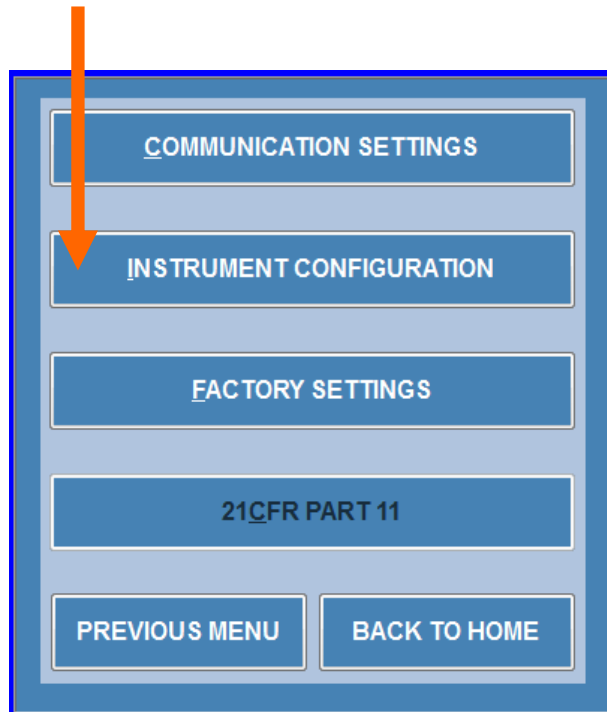 COMMUNICATION SETTINGS
INSTRUMENT CONFIGURATION
FACTORY SETTINGS
21CFR PART 11
PREVIOUS MENU
BACK TO HOME